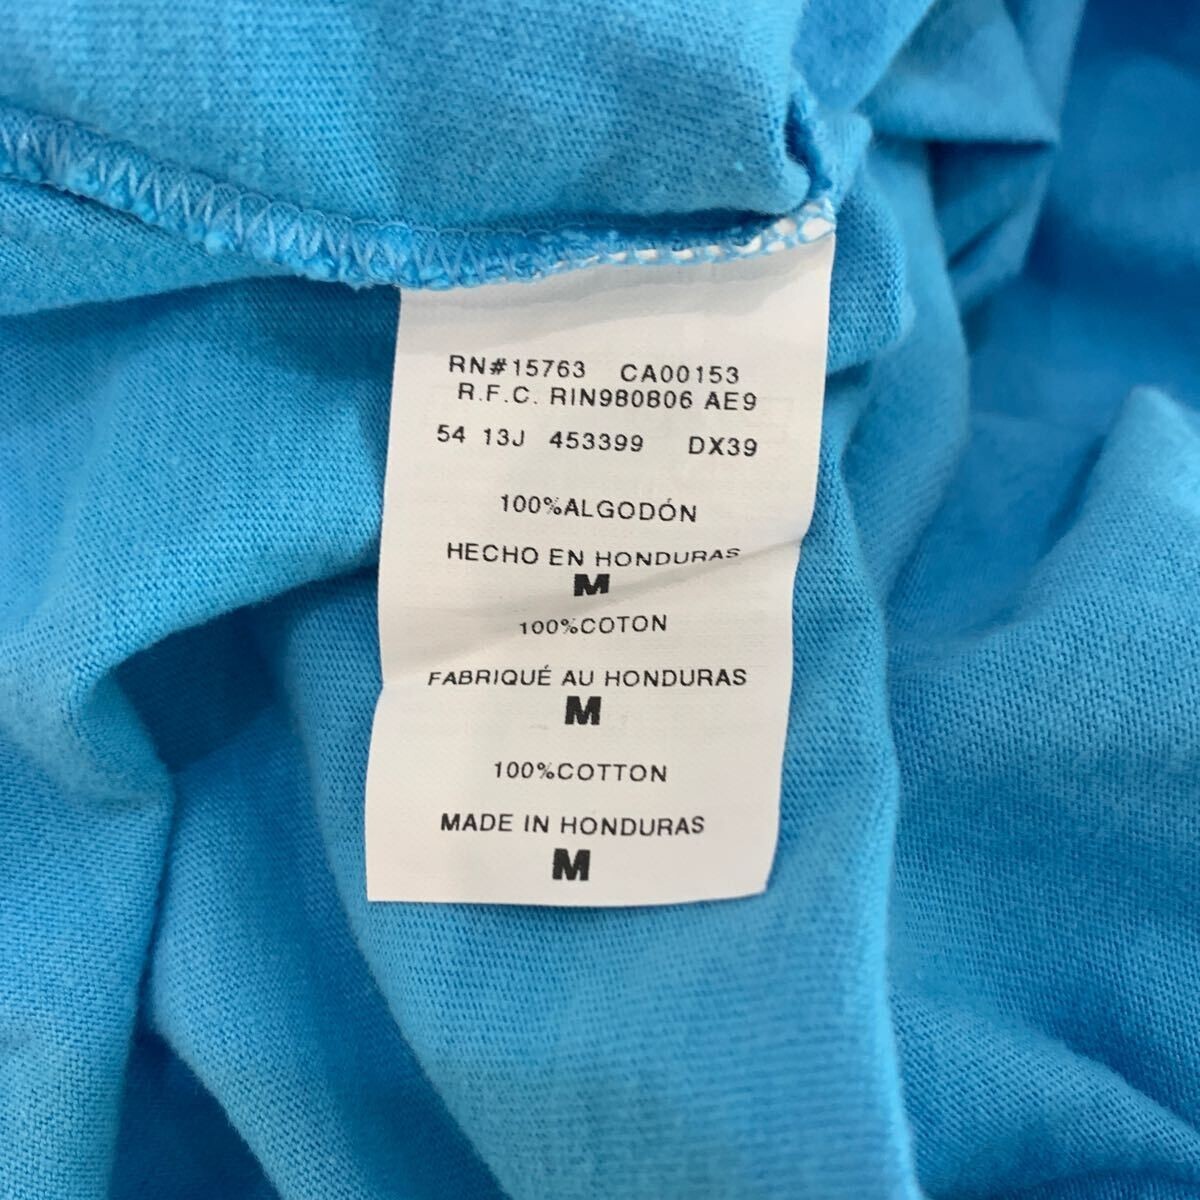 RN#15763 CA00153
R.F.C. RIN980806 AE9
54 13J 453399 DX39
100%ALGODÓN
HECHO EN HONDURAS
M
100%COTON
FABRIQUÉ AU HONDURAS
M
100%COTTON
MADE IN HONDURAS
M